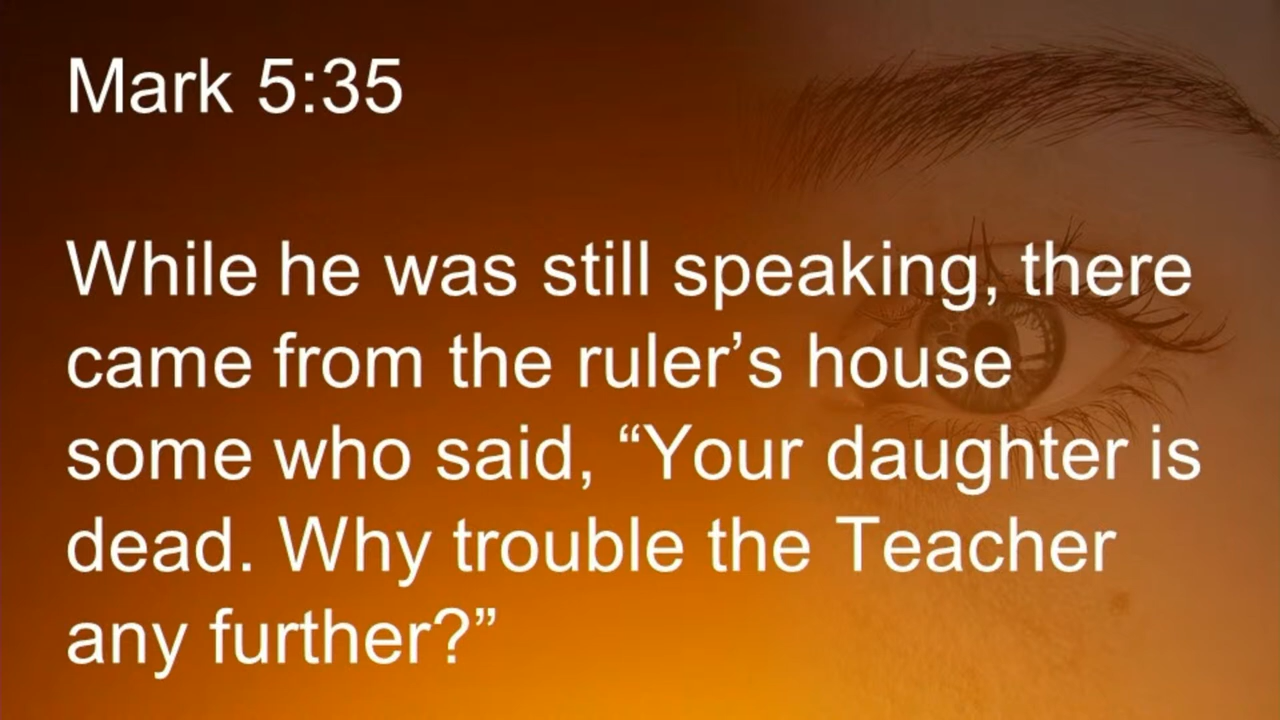 Mark 5:35
While he was still speaking, there
came from the ruler’s house
some who said, “Your daughter is
dead. Why trouble the Teacher
any further?”